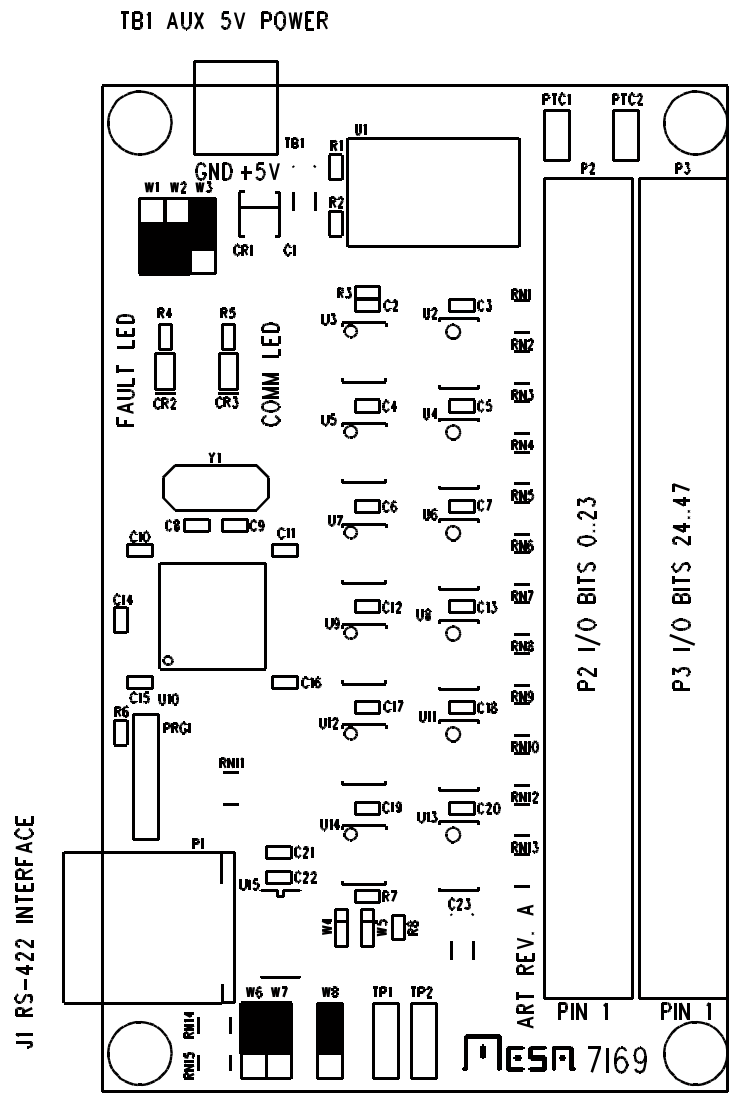 TB1 AUX 5V POWER
PTC1 PTC2
U1
TB1 R1
P2 P3
GND +5V
W1 W2 W3
R2
CR1 C1
R3 C2 C3 RN1
R4 R5
U3 U2
RN2
FAULT LED
COMM LED
CR2 CR3
RN3
C4 C5
U5 U4
RN4
Y1
RN5
C6 C7
C8 C9
U7 U6
C10 C11
RN6
P2 I/O BITS 0..23
P3 I/O BITS 24..47
C14
RN7
C12 C13
U9 U8
RN8
C15 U10 C16
RN9
C17 C18
R6
PRG1
U12 U11
RN10
RN11
RN12
C19 C20
U14 U13
P1
RN13
C21
C22
U15
R7
C23
W4 W5 R8
J1 RS-422 INTERFACE
ART REV. A
W6 W7 W8 TP1 TP2
PIN 1 PIN 1
RN14
RN15
MESA 7169